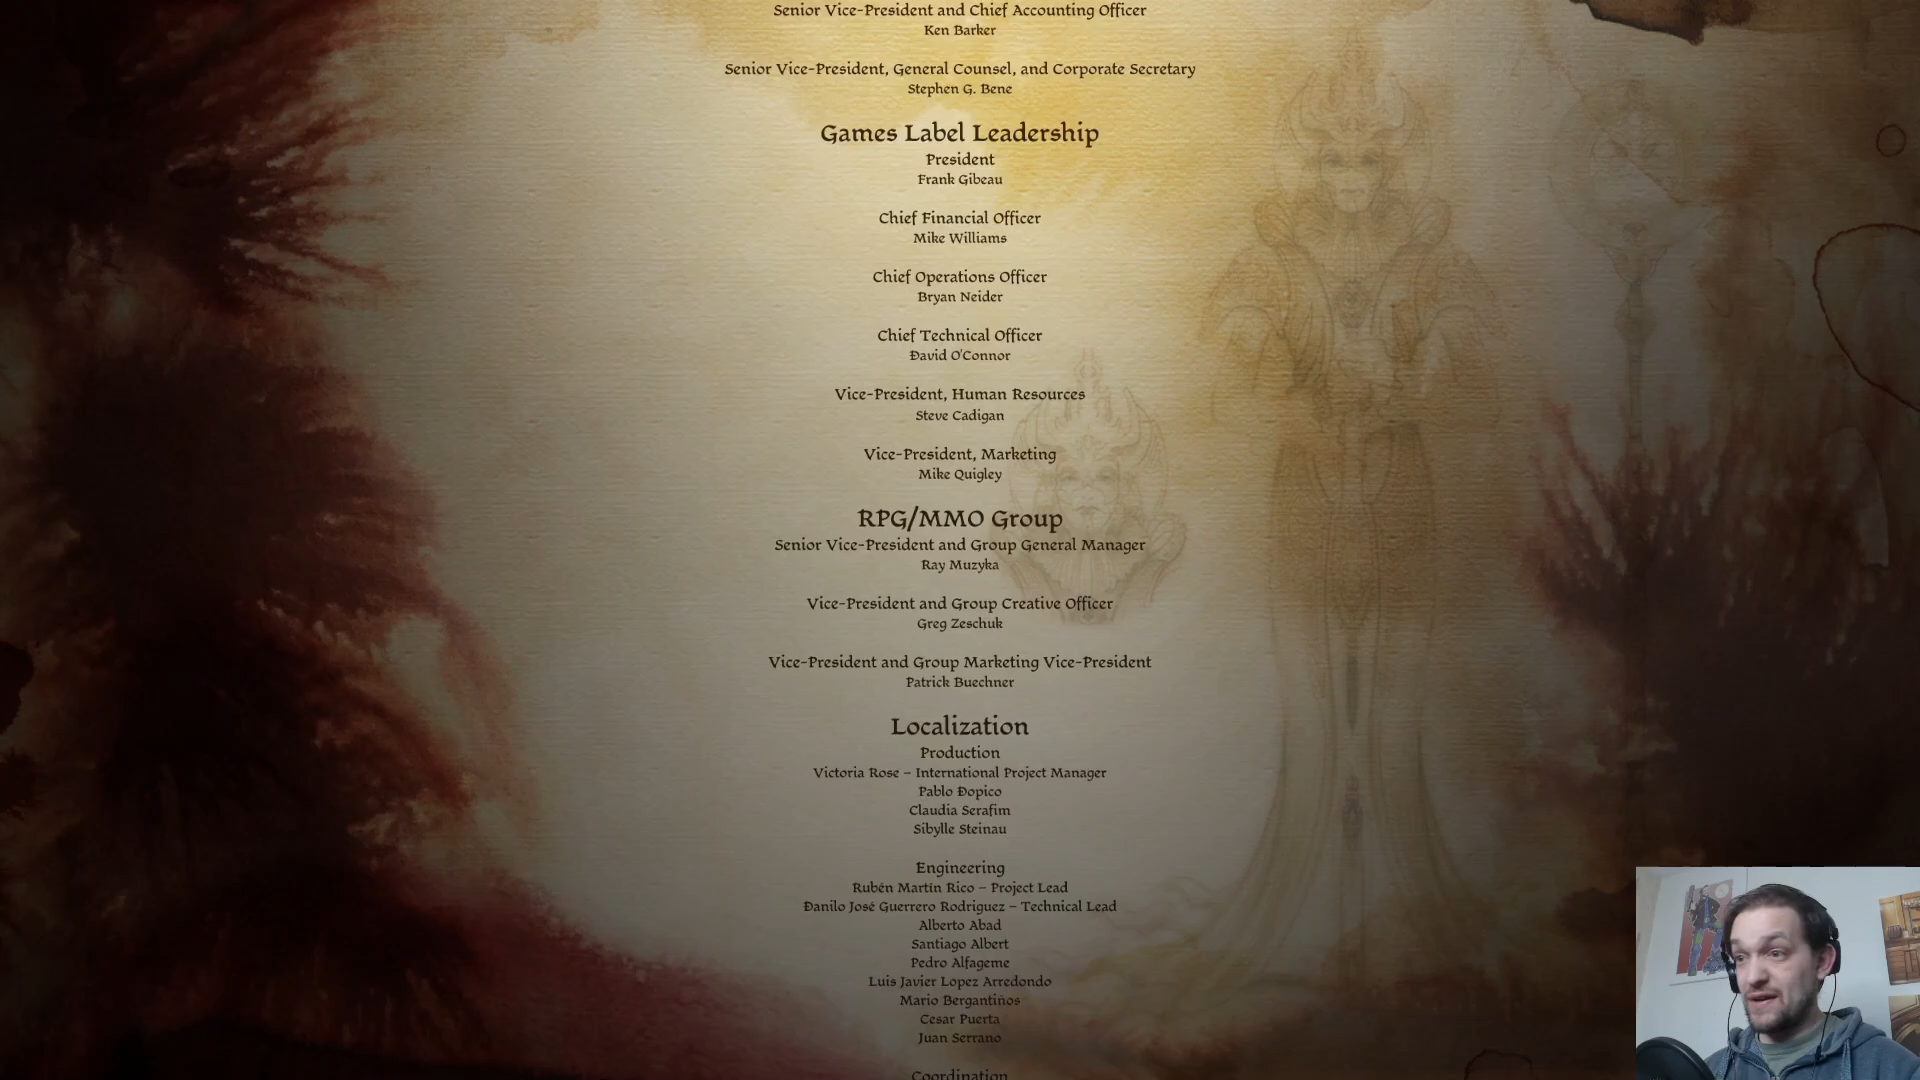 Senior Vice-President and Chief Accounting Officer
Ken Barker
Senior Vice-President, General Counsel, and Corporate Secretary
Stephen G. Bene
Games Label Leadership
President
Frank Gibeau
Chief Financial Officer
Mike Williams
Chief Operations Officer
Bryan Neider
Chief Technical Officer
David O'Connor
Vice-President, Human Resources
Steve Cadigan
Vice-President, Marketing
Mike Quigley
RPG/MMO Group
Senior Vice-President and Group General Manager
Ray Muzyka
Vice-President and Group Creative Officer
Greg Zeschuk
Vice-President and Group Marketing Vice-President
Patrick Buechner
Localization
Production
Victoria Rose – International Project Manager
Pablo Dopico
Claudia Serafim
Sibylle Steinau
Engineering
Rubén Martín Rico – Project Lead
Danilo José Guerrero Rodriguez – Technical Lead
Alberto Abad
Santiago Albert
Pedro Alfageme
Luis Javier Lopez Arredondo
Mario Bergantiños
Cesar Puerta
Juan Serrano
Coordination